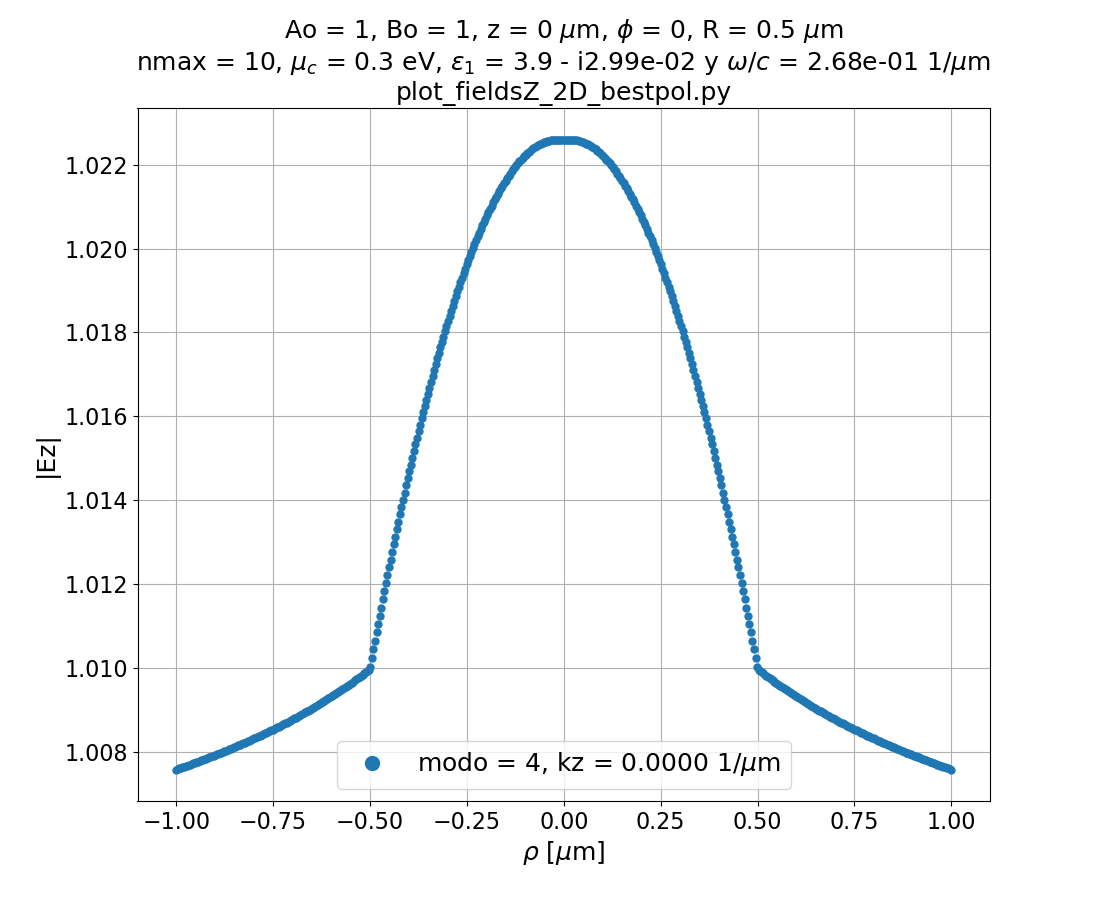 Ao = 1, Bo = 1, z = 0 μm, ϕ = 0, R = 0.5 μm
nmax = 10, μc = 0.3 eV, ε1 = 3.9 - i2.99e-02 y ω/c = 2.68e-01 1/μm
plot_fieldsZ_2D_bestpol.py
1.022
1.020
1.018
1.016
1.014
1.012
1.010
1.008
|Ez|
modo = 4, kz = 0.0000 1/μm
−1.00 −0.75 −0.50 −0.25 0.00 0.25 0.50 0.75 1.00
ρ [μm]